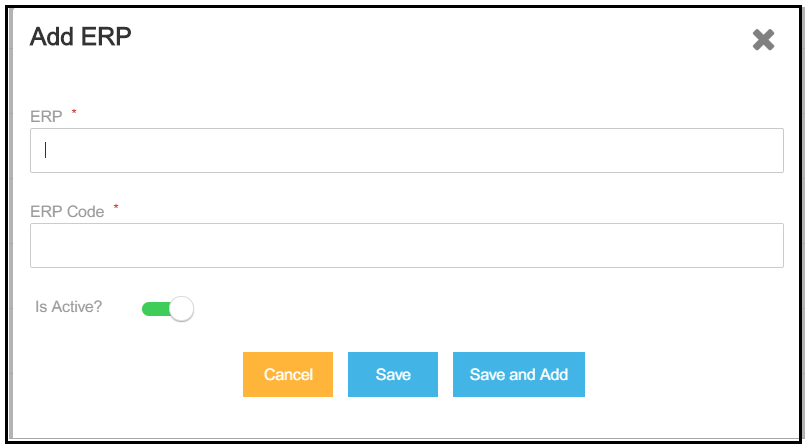 Add ERP
ERP *
ERP Code *
Is Active?
Cancel Save Save and Add